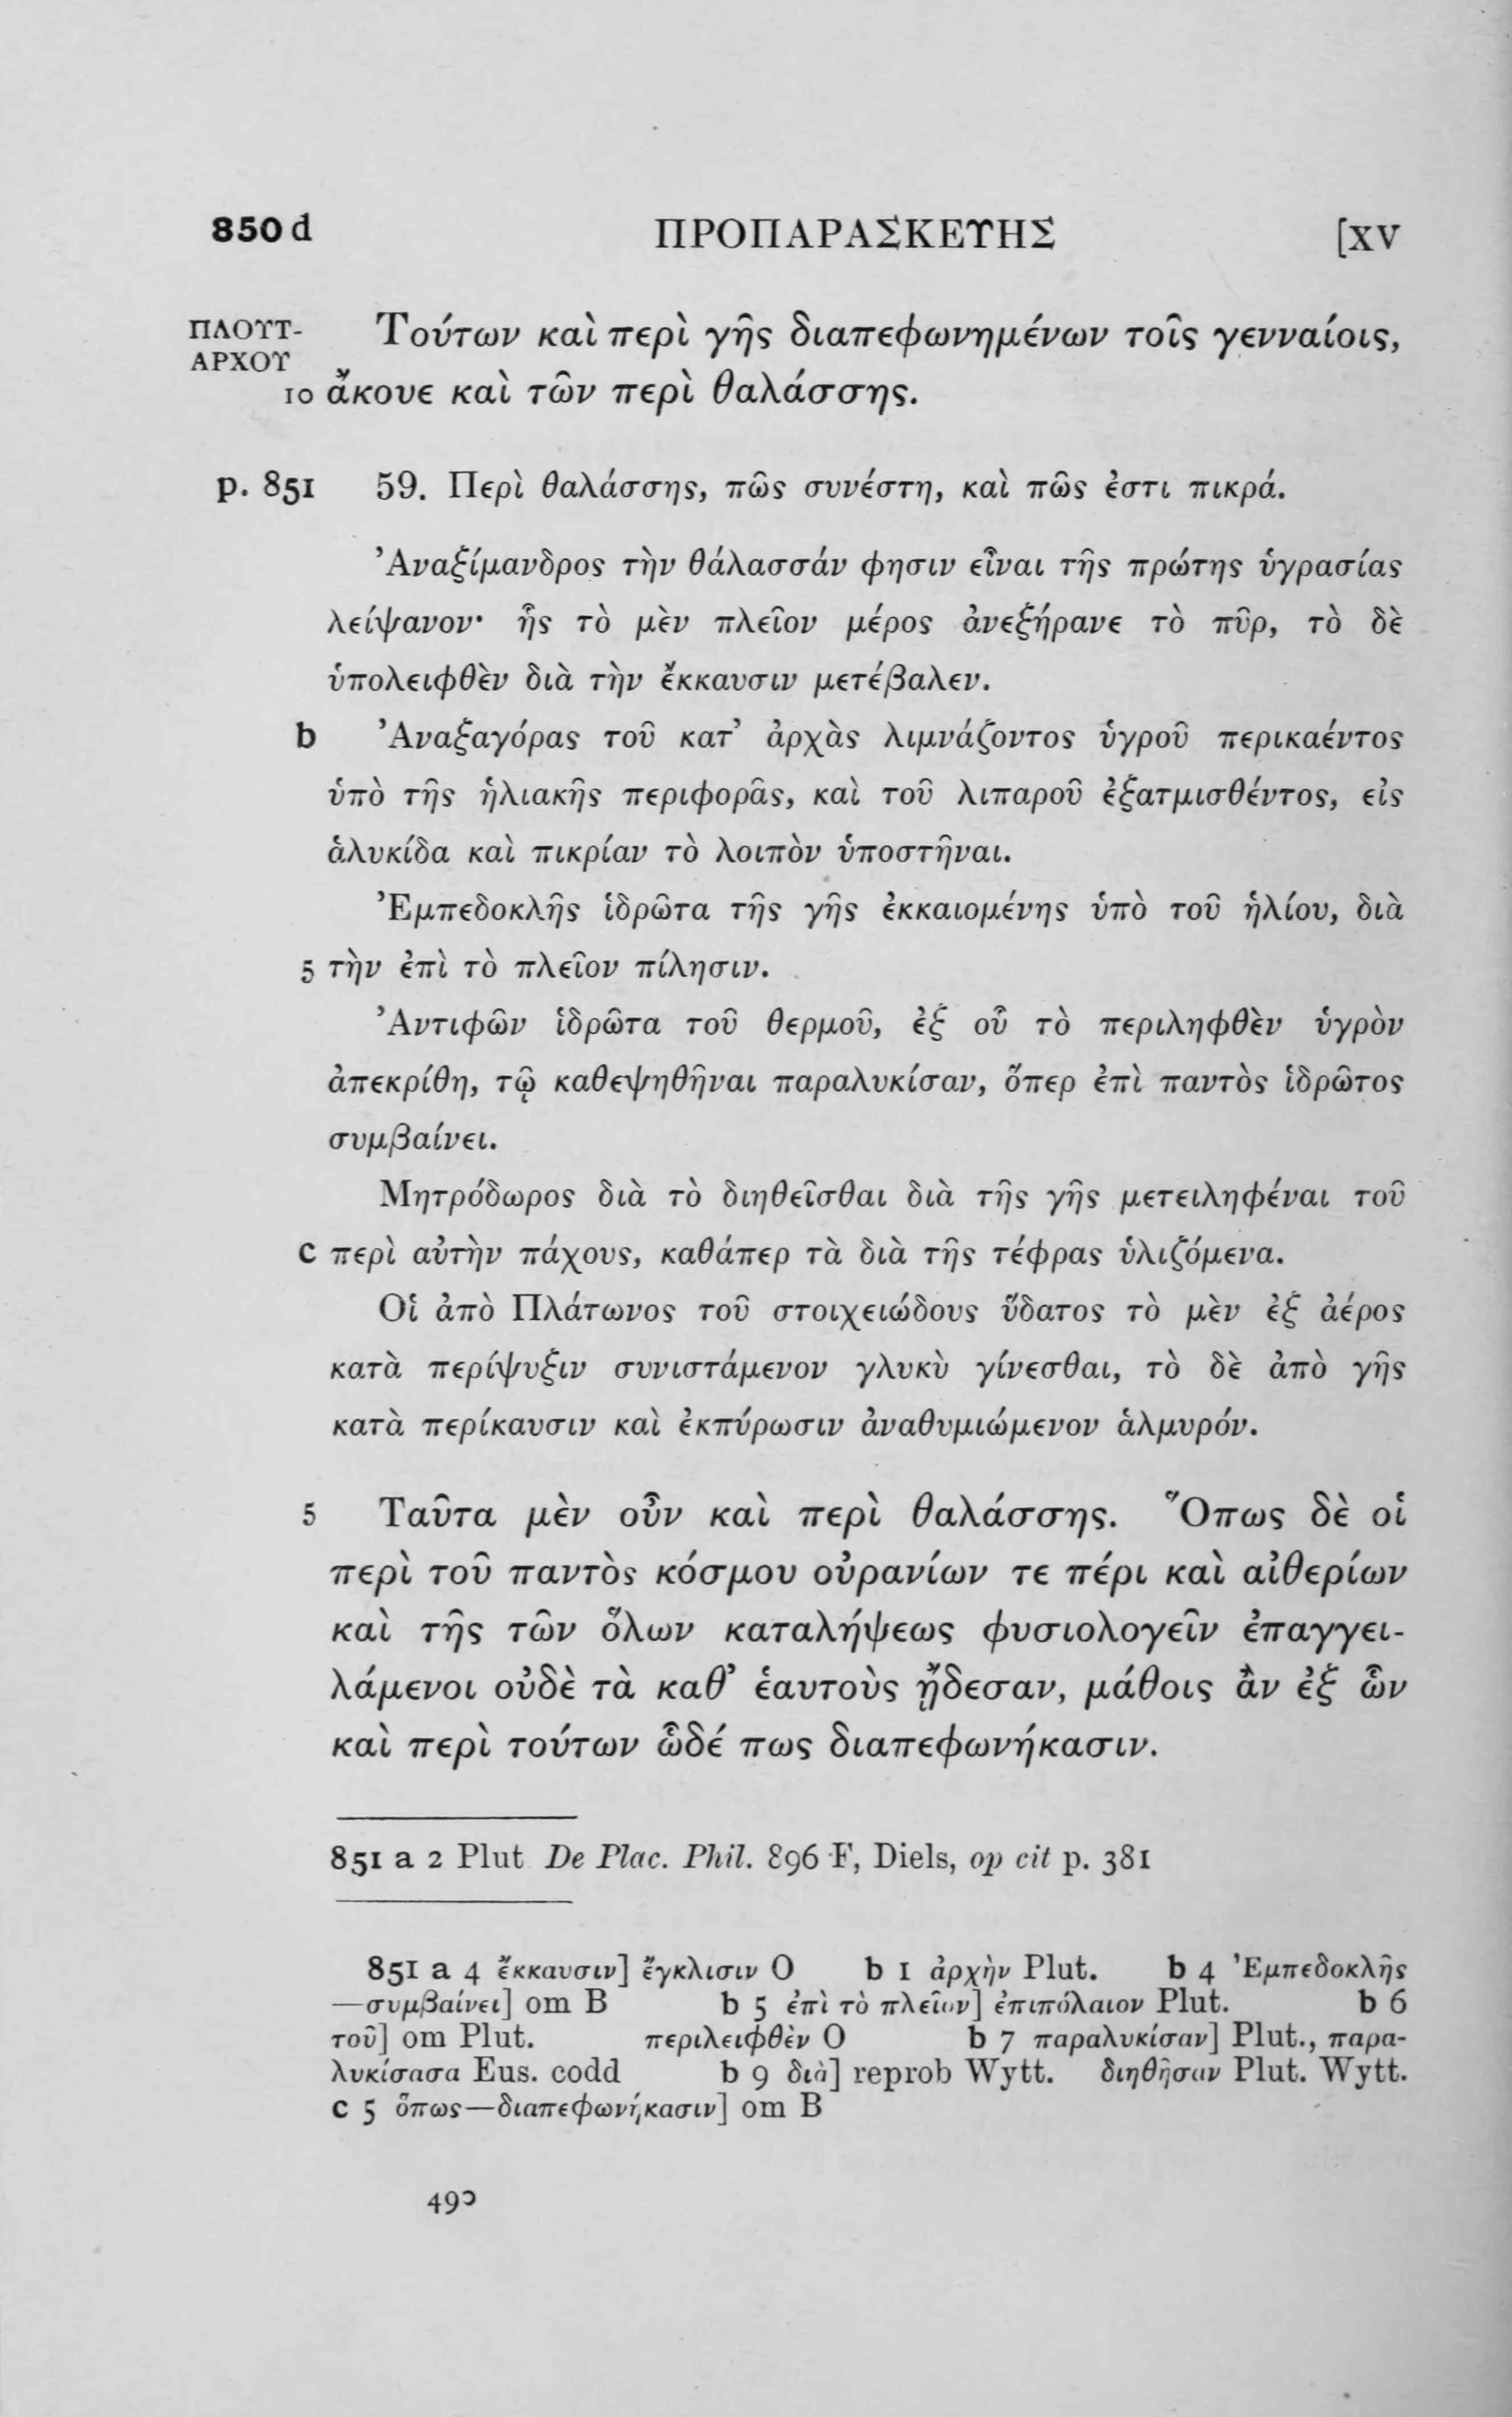 850 d ΠΡΟΠΑΡΑΣΚΕΥΗΣ [XV
ΠΛΟΥΤ- Τούτων καὶ περὶ γῆς διαπεφωνημένων τοῖς γενναίοις,
ΑΡΧΟΥ
10 ἄκουε καὶ τῶν περὶ θαλάσσης.
p. 851 59. Περὶ θαλάσσης, πῶς συνέστη, καὶ πῶς ἐστι πικρά.
Ἀναξίμανδρος τὴν θάλασσάν φησιν εἶναι τῆς πρώτης ὑγρασίας
λείψανον· ἧς τὸ μὲν πλεῖον μέρος ἀνεξήρανε τὸ πῦρ, τὸ δὲ
ὑπολειφθὲν διὰ τὴν ἔκκαυσιν μετέβαλεν.
b Ἀναξαγόρας τοῦ κατ’ ἀρχὰς λιμνάζοντος ὑγροῦ περικαέντος
ὑπὸ τῆς ἡλιακῆς περιφορᾶς, καὶ τοῦ λιπαροῦ ἐξατμισθέντος, εἰς
ἁλυκίδα καὶ πικρίαν τὸ λοιπὸν ὑποστῆναι.
Ἐμπεδοκλῆς ἱδρῶτα τῆς γῆς ἐκκαιομένης ὑπὸ τοῦ ἡλίου, διὰ
5 τὴν ἐπὶ τὸ πλεῖον πίλησιν.
Ἀντιφῶν ἱδρῶτα τοῦ θερμοῦ, ἐξ οὗ τὸ περιληφθὲν ὑγρὸν
ἀπεκρίθη, τῷ καθεψηθῆναι παραλυκίσαν, ὅπερ ἐπὶ παντὸς ἱδρῶτος
συμβαίνει.
Μητρόδωρος διὰ τὸ διηθεῖσθαι διὰ τῆς γῆς μετειληφέναι τοῦ
c περὶ αὐτὴν πάχους, καθάπερ τὰ διὰ τῆς τέφρας ὑλιζόμενα.
Οἱ ἀπὸ Πλάτωνος τοῦ στοιχειώδους ὕδατος τὸ μὲν ἐξ ἀέρος
κατὰ περίψυξιν συνιστάμενον γλυκὺ γίνεσθαι, τὸ δὲ ἀπὸ γῆς
κατὰ περίκαυσιν καὶ ἐκπύρωσιν ἀναθυμιώμενον ἁλμυρόν.
5 Ταῦτα μὲν οὖν καὶ περὶ θαλάσσης. Ὅπως δὲ οἱ
περὶ τοῦ παντὸς κόσμου οὐρανίων τε πέρι καὶ αἰθερίων
καὶ τῆς τῶν ὅλων καταλήψεως φυσιολογεῖν ἐπαγγει-
λάμενοι οὐδὲ τὰ καθ’ ἑαυτοὺς ᾔδεσαν, μάθοις ἂν ἐξ ὧν
καὶ περὶ τούτων ὧδέ πως διαπεφωνήκασιν.
851 a 2 Plut De Plac. Phil. 896 F, Diels, op cit p. 381
851 a 4 ἔκκαυσιν] ἔγκλισιν O b 1 ἀρχὴν Plut. b 4 Ἐμπεδοκλῆς
—συμβαίνει] om B b 5 ἐπὶ τὸ πλεῖον] ἐπιπόλαιον Plut. b 6
τοῦ] om Plut. περιλειφθὲν O b 7 παραλυκίσαν] Plut., παρα-
λυκίσασα Eus. codd b 9 διὰ] reprob Wytt. διηθῆσαν Plut. Wytt.
c 5 ὅπως—διαπεφωνήκασιν] om B
490